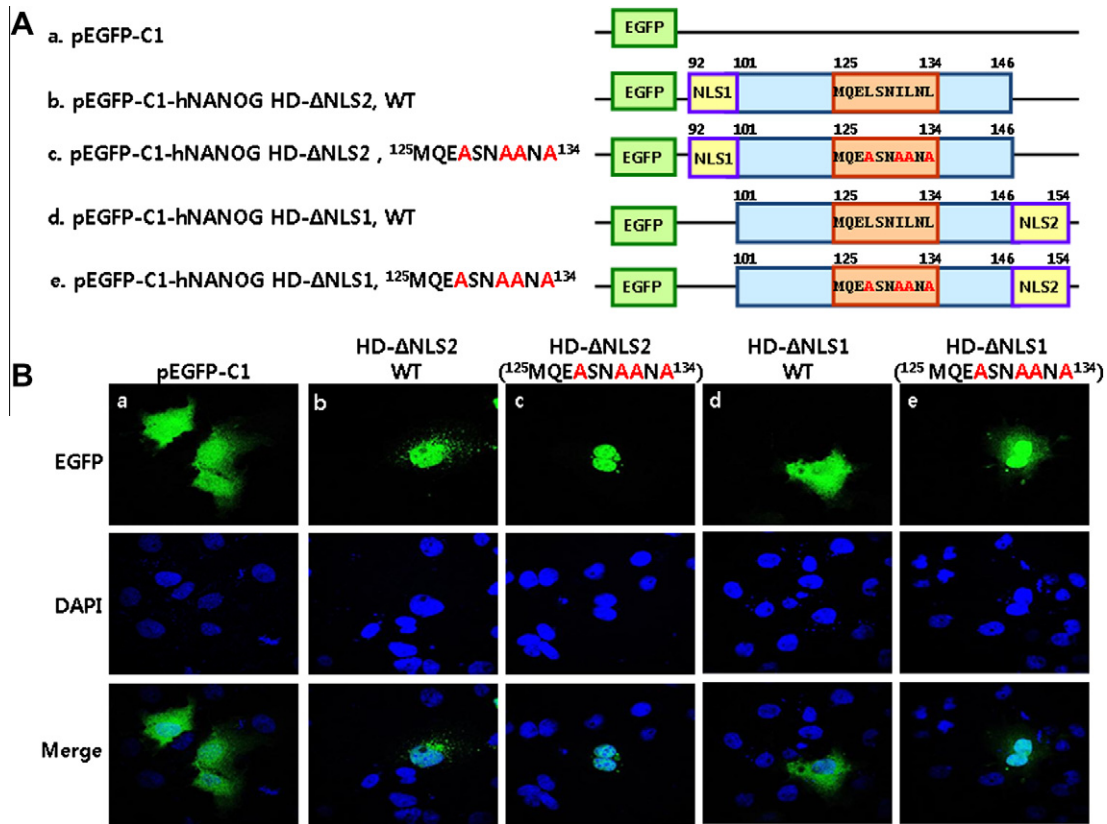 A
a. pEGFP-C1
EGFP
b. pEGFP-C1-hNANOG HD-ΔNLS2, WT
EGFP
92 101 125 134 146
NLS1 MQELSNILNL
c. pEGFP-C1-hNANOG HD-ΔNLS2 , ¹²⁵MQEASNAANA¹³⁴
EGFP
92 101 125 134 146
NLS1 MQEASNAANA
d. pEGFP-C1-hNANOG HD-ΔNLS1, WT
EGFP
101 125 134 146 154
MQELSNILNL NLS2
e. pEGFP-C1-hNANOG HD-ΔNLS1, ¹²⁵MQEASNAANA¹³⁴
EGFP
101 125 134 146 154
MQEASNAANA NLS2
B
pEGFP-C1
HD-ΔNLS2
WT
HD-ΔNLS2
(¹²⁵MQEASNAANA¹³⁴)
HD-ΔNLS1
WT
HD-ΔNLS1
(¹²⁵ MQEASNAANA¹³⁴)
a b c d e
EGFP
DAPI
Merge